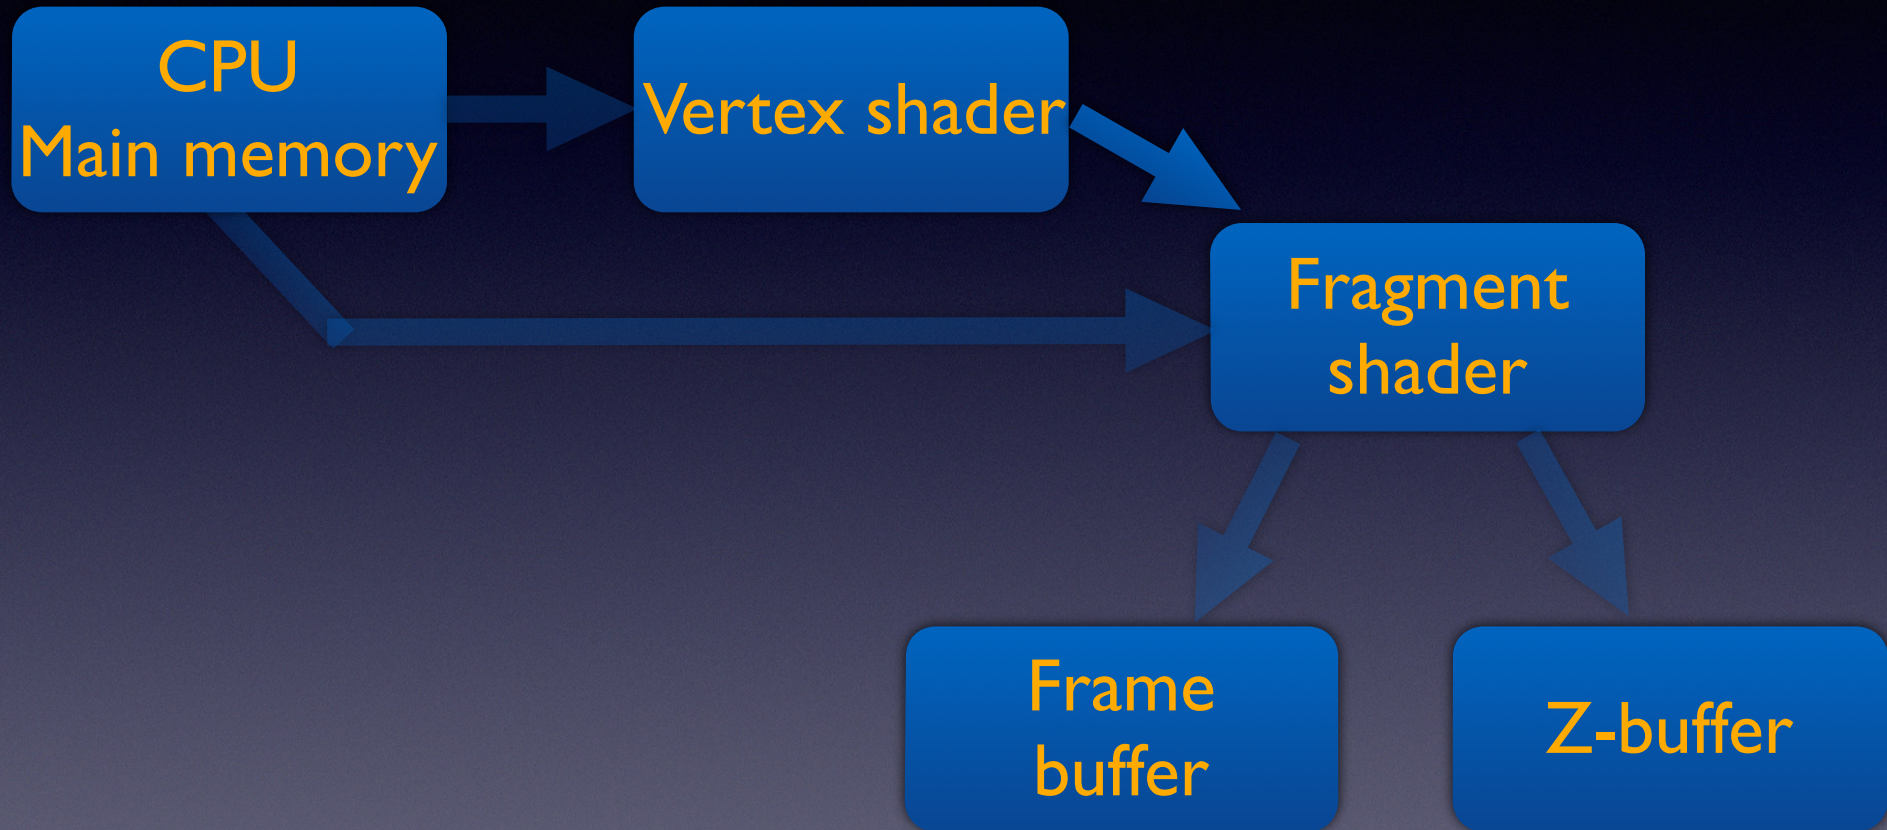 CPU
Main memory
Vertex shader
Fragment
shader
Frame
buffer
Z-buffer